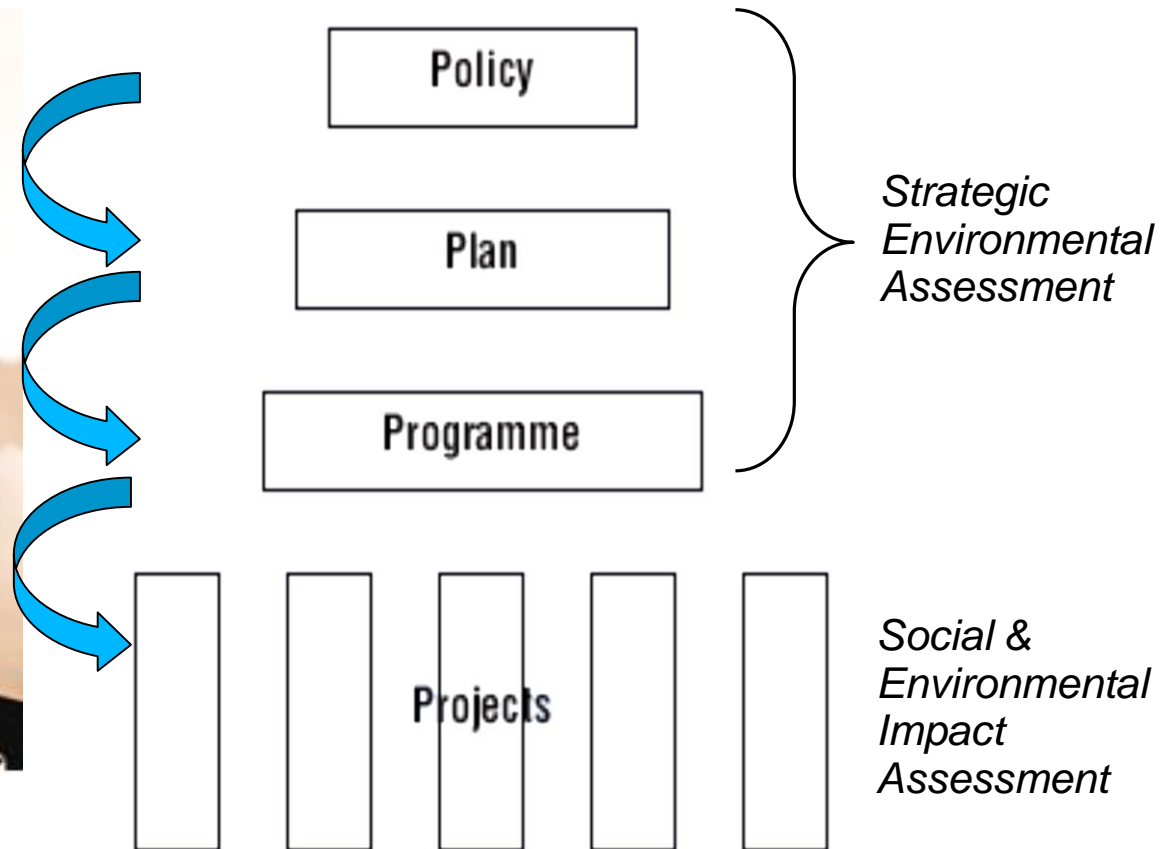 Policy
Plan
Programme
Projects
Strategic
Environmental
Assessment
Social &
Environmental
Impact
Assessment